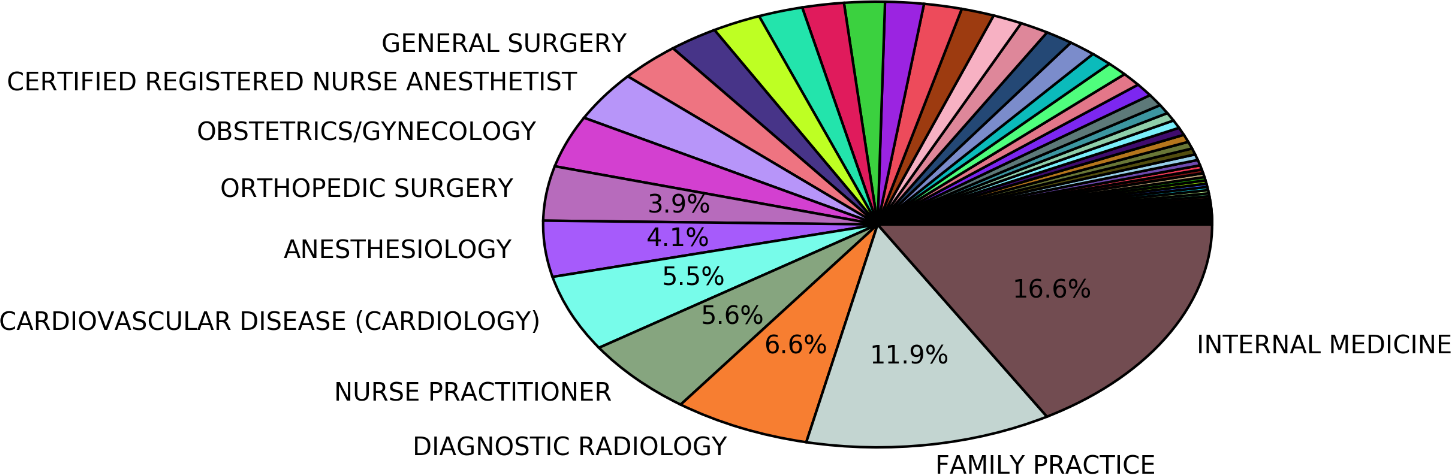 GENERAL SURGERY
CERTIFIED REGISTERED NURSE ANESTHETIST
OBSTETRICS/GYNECOLOGY
ORTHOPEDIC SURGERY
3.9%
4.1%
ANESTHESIOLOGY
5.5%
16.6%
5.6%
CARDIOVASCULAR DISEASE (CARDIOLOGY)
6.6%
11.9%
INTERNAL MEDICINE
NURSE PRACTITIONER
DIAGNOSTIC RADIOLOGY
FAMILY PRACTICE